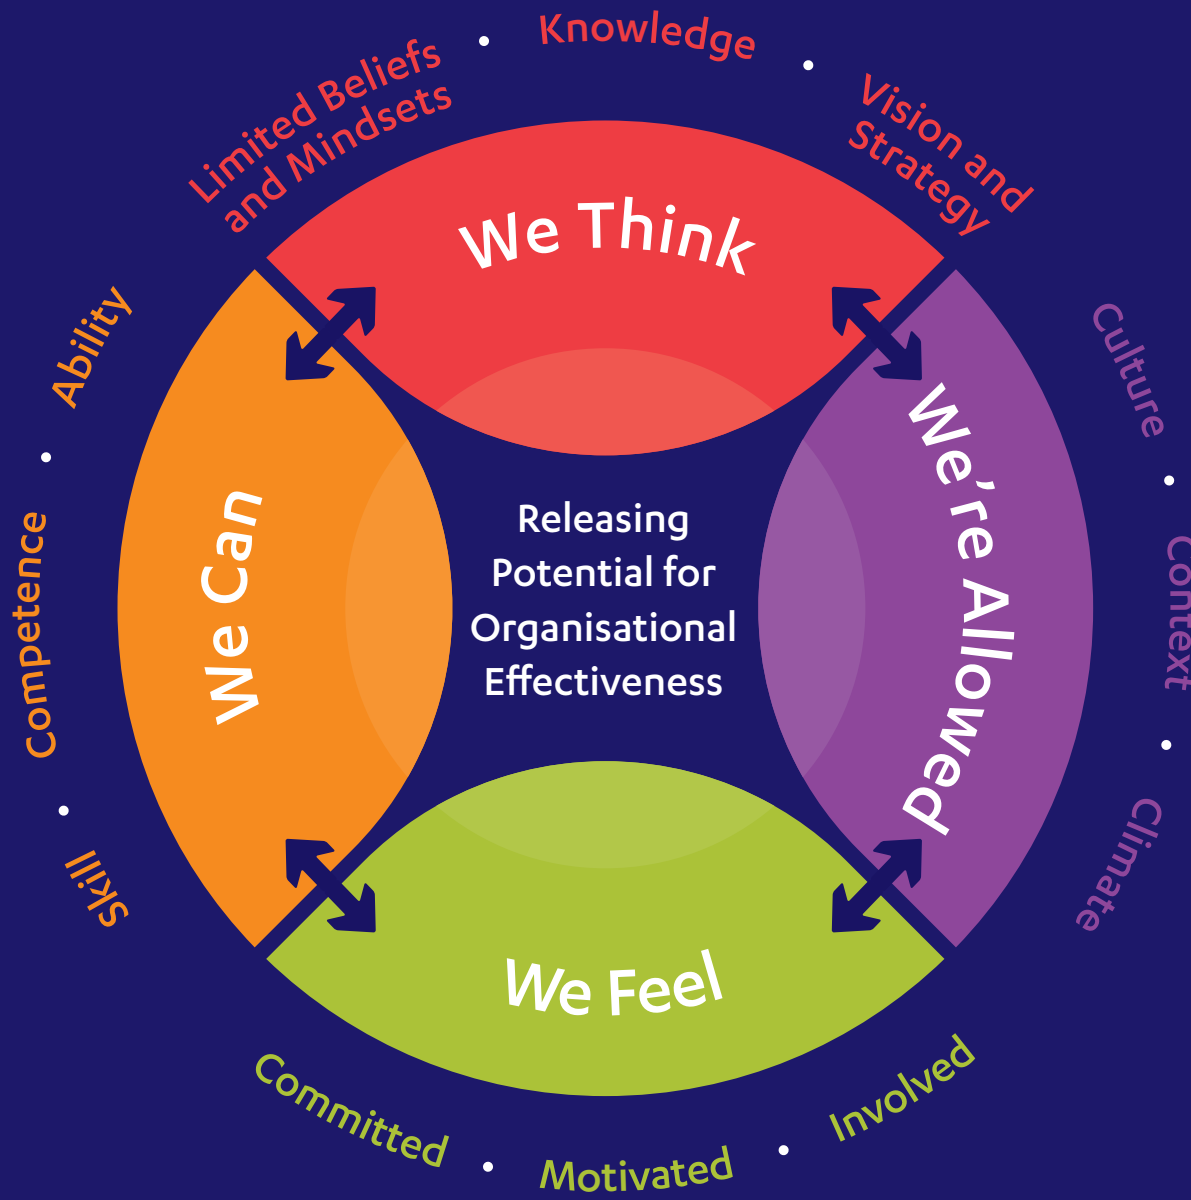 Limited Beliefs
and Mindsets
•
Knowledge
•
Vision and
Strategy
We Think
Culture
•
Context
•
Climate
We're Allowed
Involved
•
Motivated
•
Committed
We Feel
Skill
•
Competence
•
Ability
We Can
Releasing
Potential for
Organisational
Effectiveness